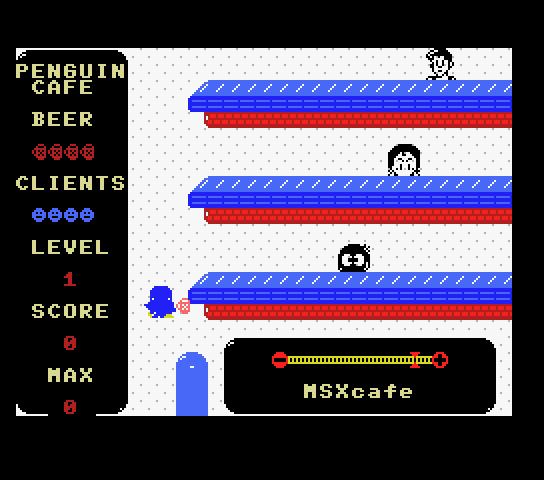 PENGUIN
CAFE
BEER
CLIENTS
LEVEL
1
SCORE
0
MAX
0
MSXcafe